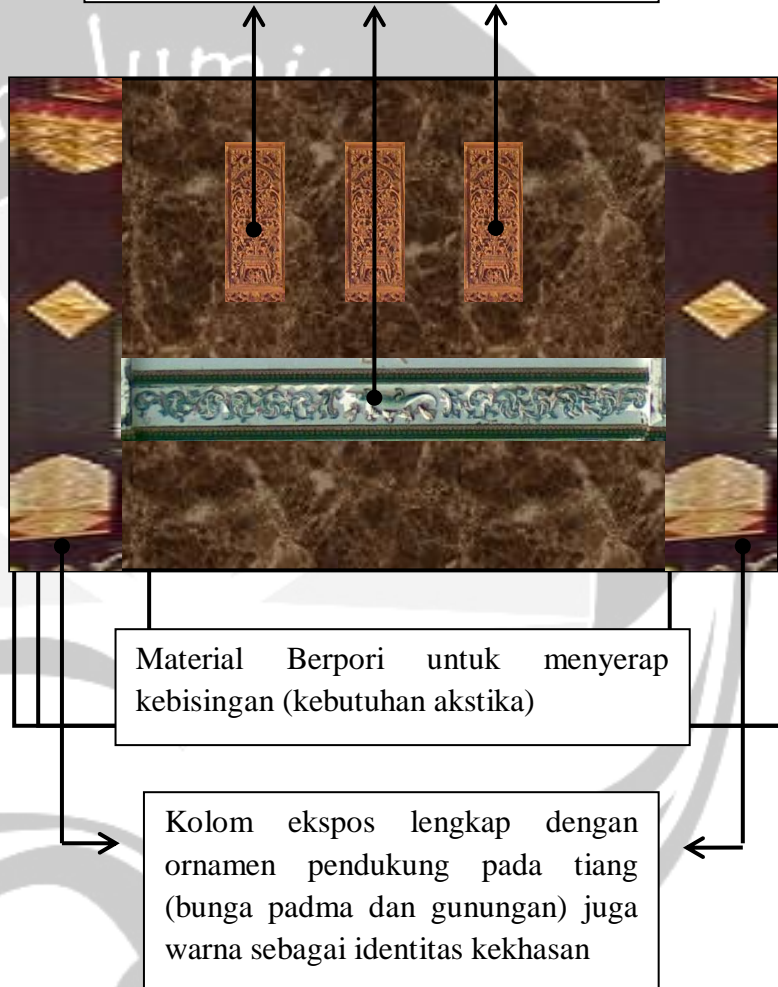 lumi
Material Berpori untuk menyerap
kebisingan (kebutuhan akstika)
Kolom ekspos lengkap dengan
ornamen pendukung pada tiang
(bunga padma dan gunungan) juga
warna sebagai identitas kekhasan